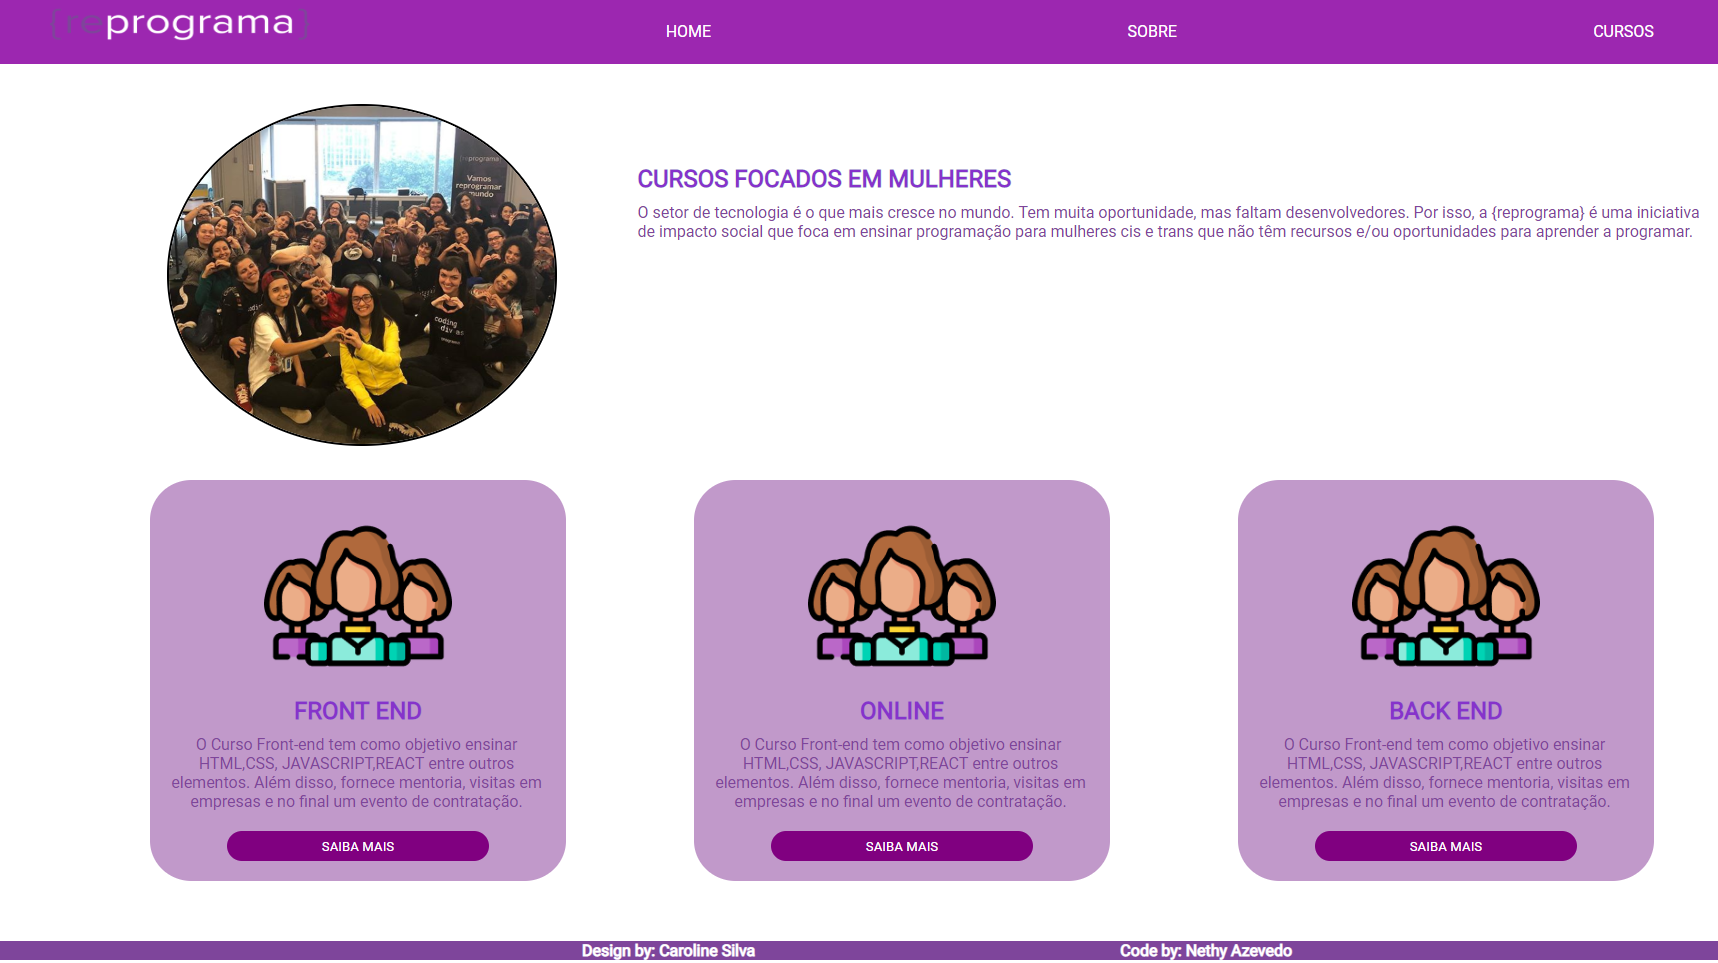 {reprograma}
HOME
SOBRE
CURSOS
{reprograma}
Vamos
reprogramar
mundo
coding
divas
CURSOS FOCADOS EM MULHERES
O setor de tecnologia é o que mais cresce no mundo. Tem muita oportunidade, mas faltam desenvolvedores. Por isso, a {reprograma} é uma iniciativa
de impacto social que foca em ensinar programação para mulheres cis e trans que não têm recursos e/ou oportunidades para aprender a programar.
FRONT END
O Curso Front-end tem como objetivo ensinar
HTML,CSS, JAVASCRIPT,REACT entre outros
elementos. Além disso, fornece mentoria, visitas em
empresas e no final um evento de contratação.
SAIBA MAIS
ONLINE
O Curso Front-end tem como objetivo ensinar
HTML,CSS, JAVASCRIPT,REACT entre outros
elementos. Além disso, fornece mentoria, visitas em
empresas e no final um evento de contratação.
SAIBA MAIS
BACK END
O Curso Front-end tem como objetivo ensinar
HTML,CSS, JAVASCRIPT,REACT entre outros
elementos. Além disso, fornece mentoria, visitas em
empresas e no final um evento de contratação.
SAIBA MAIS
Design by: Caroline Silva
Code by: Nethy Azevedo